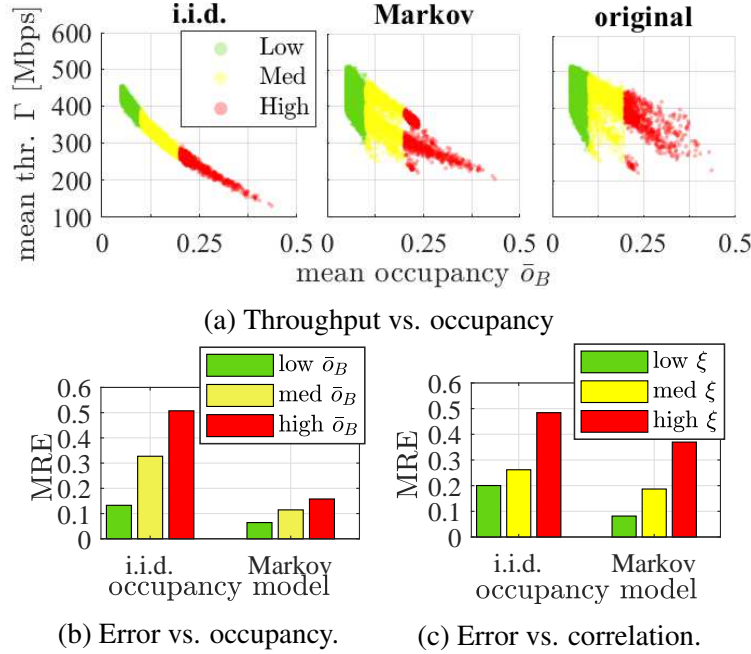 i.i.d. Markov original
mean thr. Γ [Mbps]
600
500
400
300
200
100
Low
Med
High
0 0.25 0.5 0 0.25 0.5 0 0.25 0.5
mean occupancy ō_B
(a) Throughput vs. occupancy
MRE
0.6
0.5
0.4
0.3
0.2
0.1
0
low ō_B
med ō_B
high ō_B
i.i.d. Markov
occupancy model
(b) Error vs. occupancy.
MRE
0.6
0.5
0.4
0.3
0.2
0.1
0
low ξ
med ξ
high ξ
i.i.d. Markov
occupancy model
(c) Error vs. correlation.